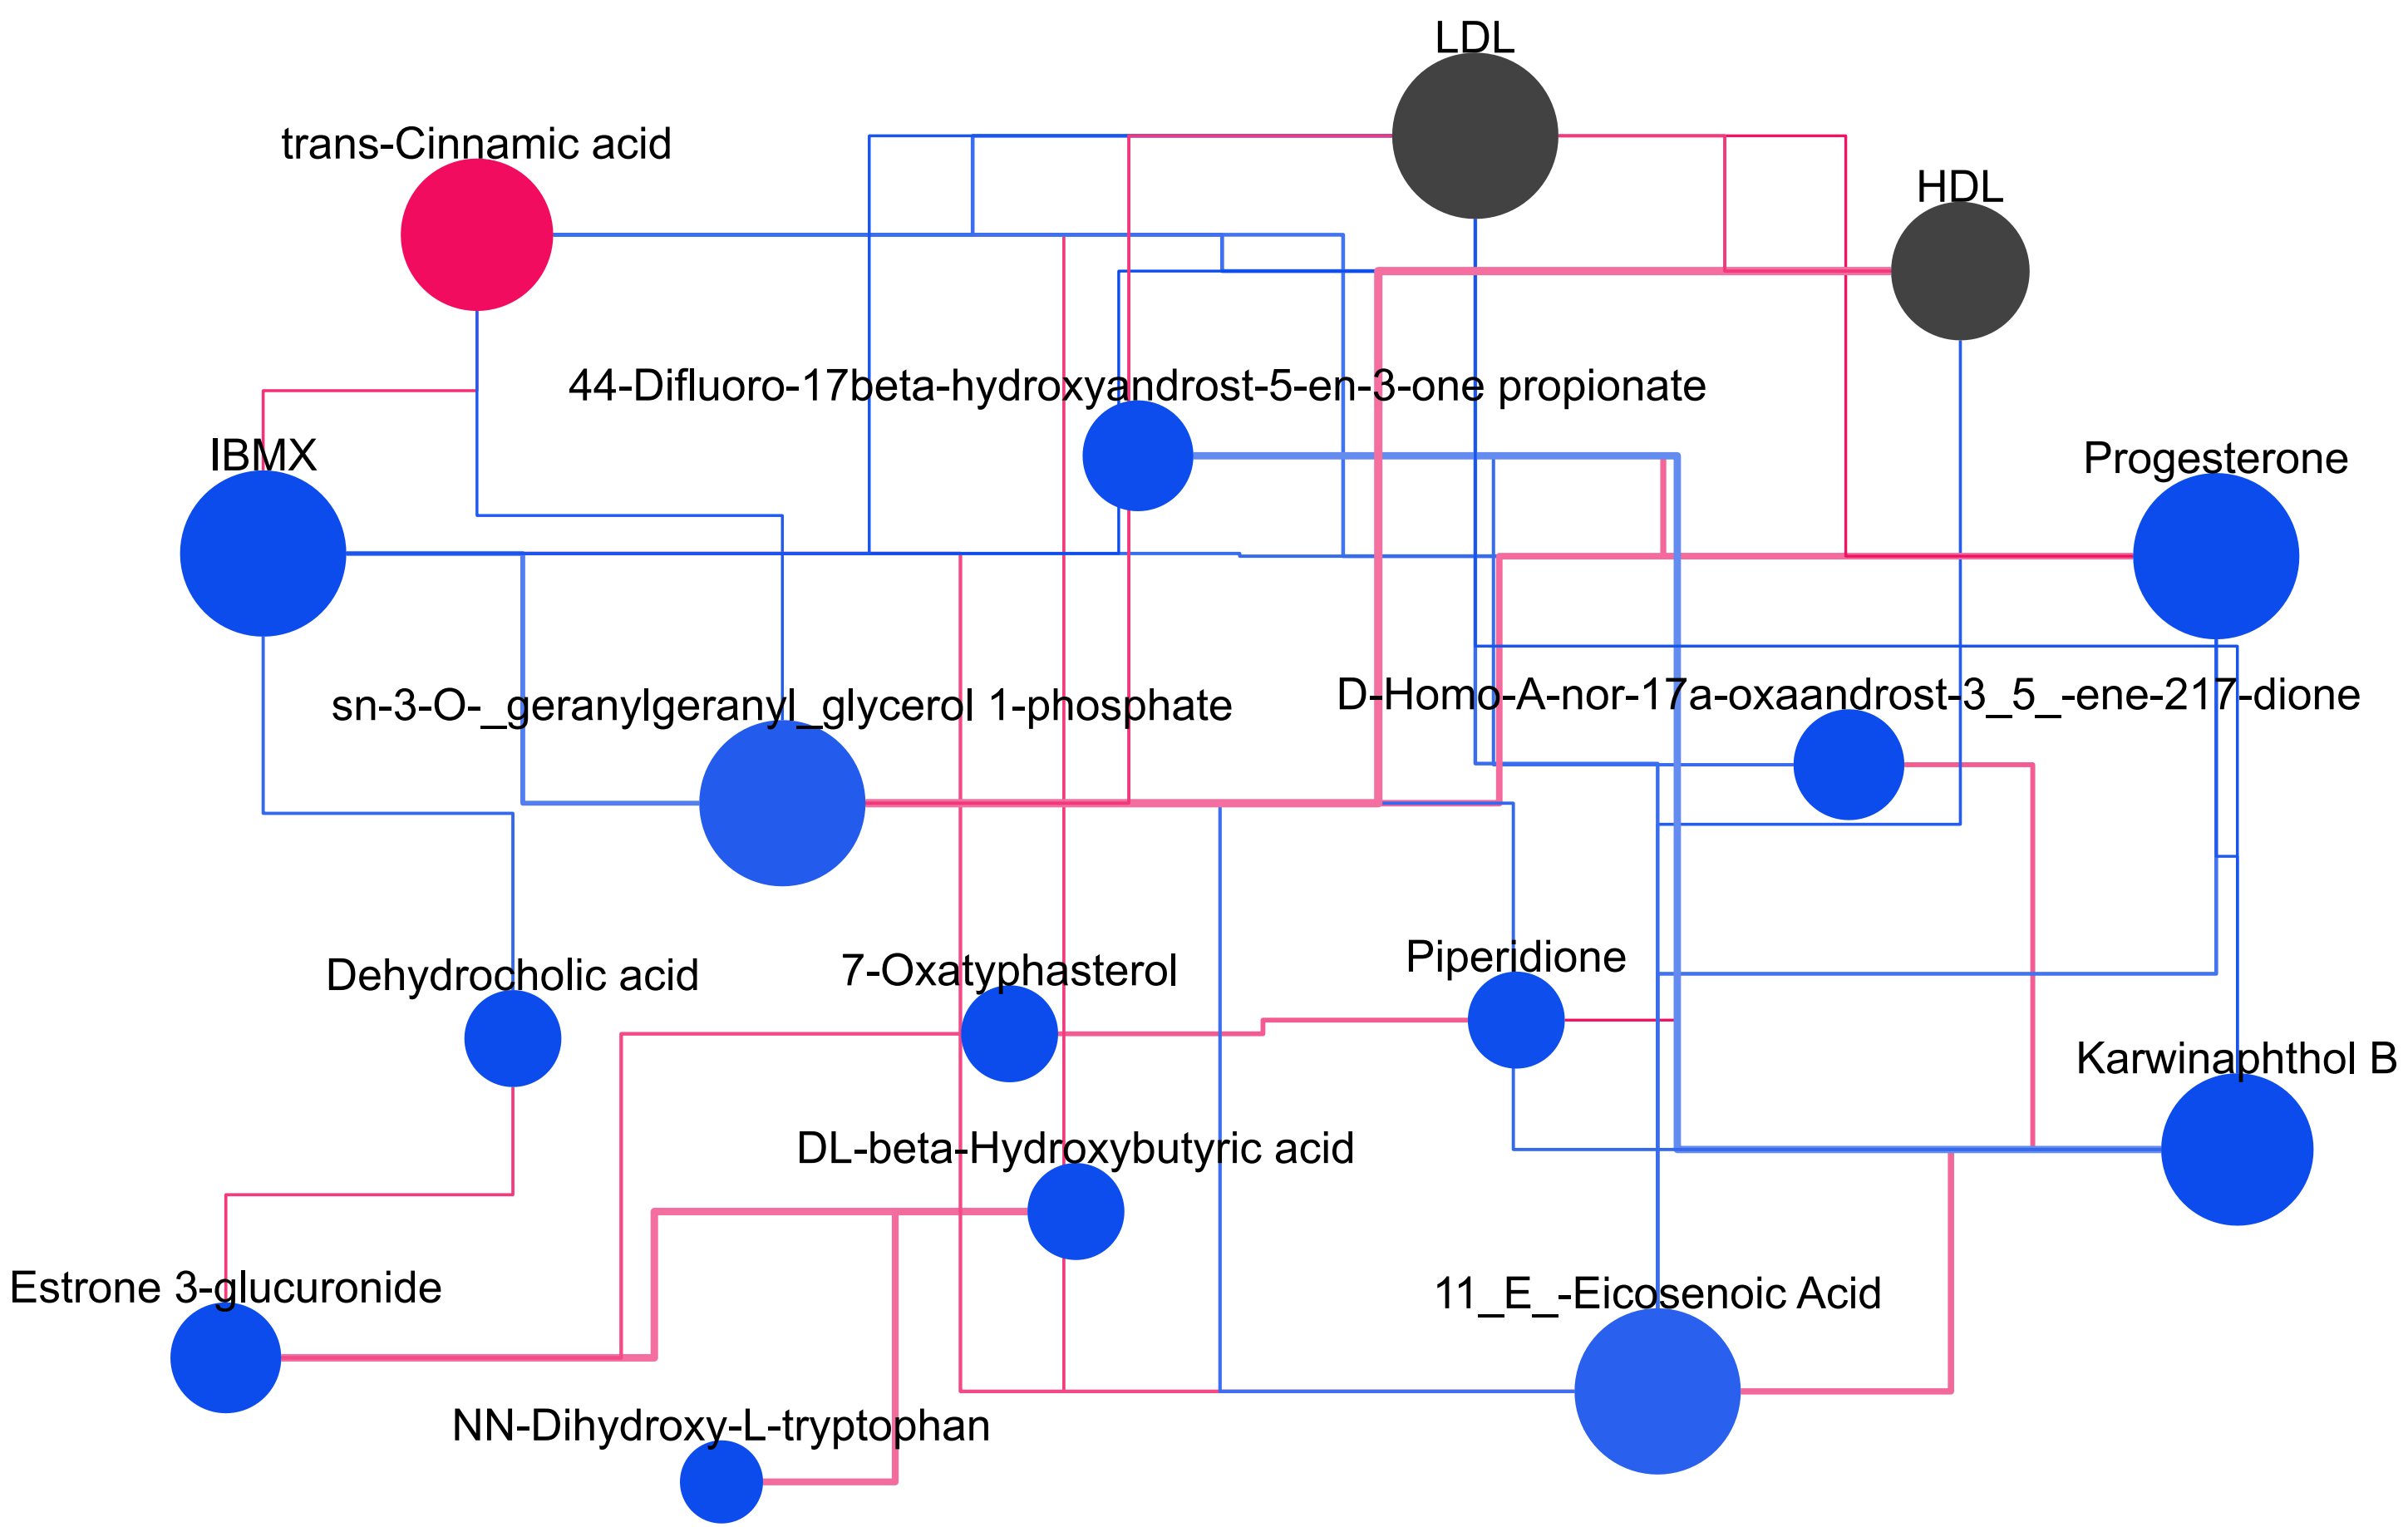 LDL
trans-Cinnamic acid
HDL
44-Difluoro-17beta-hydroxyandrost-5-en-3-one propionate
IBMX
Progesterone
sn-3-O-_geranylgeranyl_glycerol 1-phosphate
D-Homo-A-nor-17a-oxaandrost-3_5_-ene-217-dione
Dehydrocholic acid
7-Oxatyphasterol
Piperidione
Karwinaphthol B
DL-beta-Hydroxybutyric acid
Estrone 3-glucuronide
11_E_-Eicosenoic Acid
NN-Dihydroxy-L-tryptophan